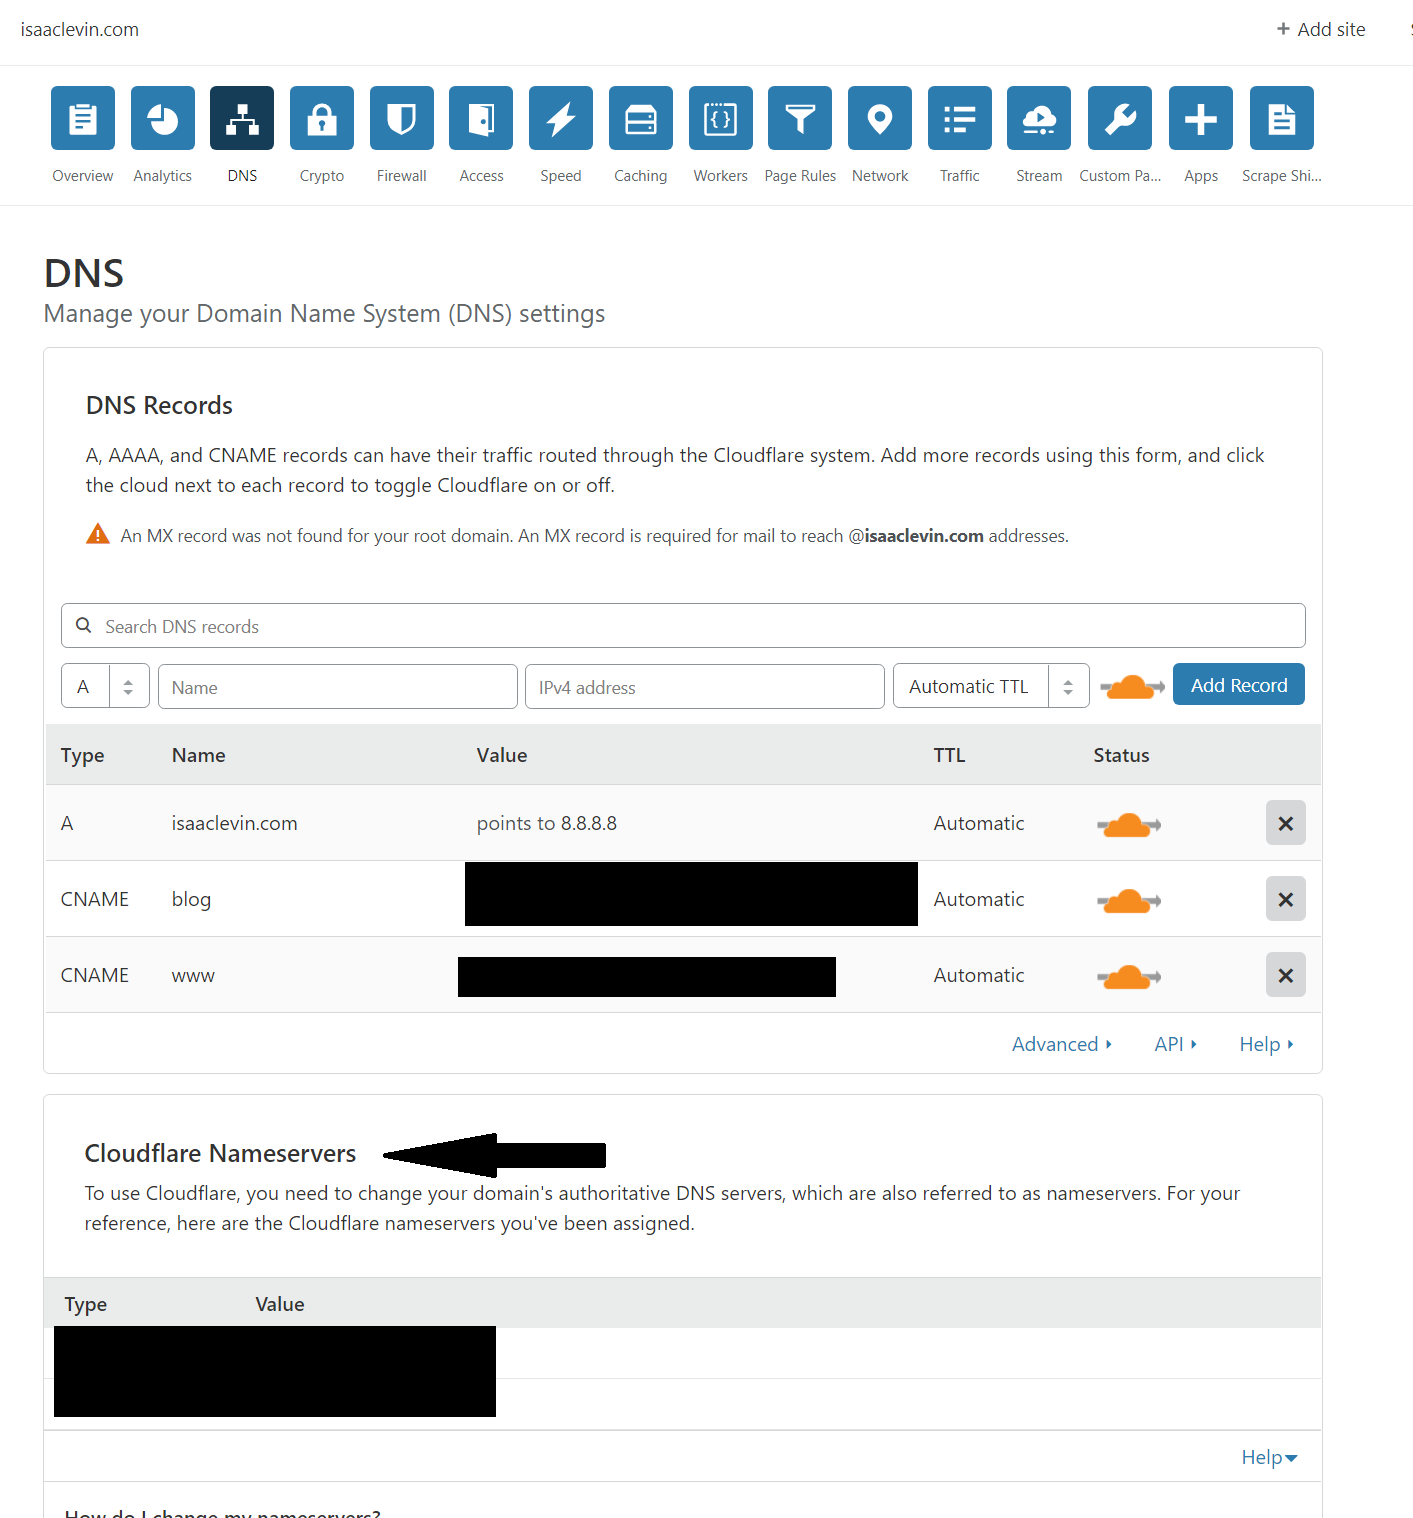 isaaclevin.com
+ Add site
Overview Analytics DNS Crypto Firewall Access Speed Caching Workers Page Rules Network Traffic Stream Custom Pa... Apps Scrape Shi...
DNS
Manage your Domain Name System (DNS) settings
DNS Records
A, AAAA, and CNAME records can have their traffic routed through the Cloudflare system. Add more records using this form, and click
the cloud next to each record to toggle Cloudflare on or off.
An MX record was not found for your root domain. An MX record is required for mail to reach @isaaclevin.com addresses.
Search DNS records
A Name IPv4 address Automatic TTL Add Record
Type Name Value TTL Status
A isaaclevin.com points to 8.8.8.8 Automatic
CNAME blog Automatic
CNAME www Automatic
Advanced API Help
Cloudflare Nameservers
To use Cloudflare, you need to change your domain's authoritative DNS servers, which are also referred to as nameservers. For your
reference, here are the Cloudflare nameservers you've been assigned.
Type Value
Help
How do I change my nameservers?